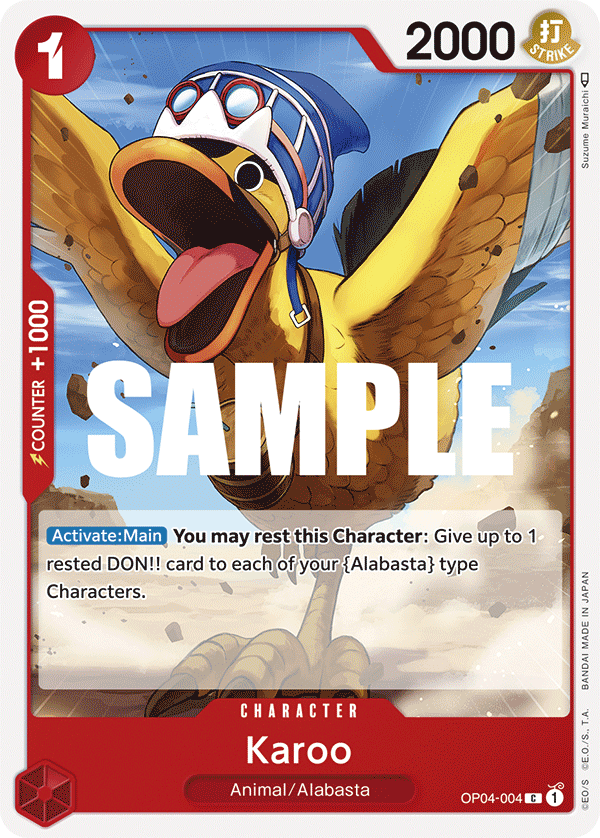 1
2000
打
STRIKE
Suzume Muraichi
COUNTER +1000
SAMPLE
Activate:Main You may rest this Character: Give up to 1
rested DON!! card to each of your {Alabasta} type
Characters.
CHARACTER
Karoo
Animal/Alabasta
OP04-004 C 1
©EO/S ©E.O./S., T.A. BANDAI MADE IN JAPAN